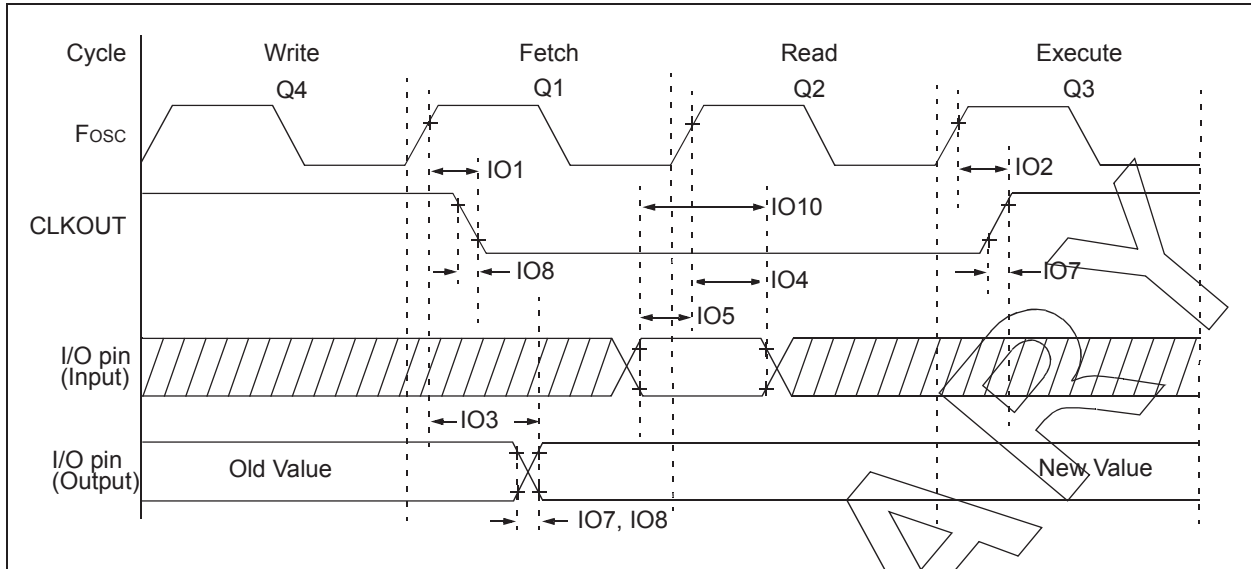 Cycle Write Fetch Read Execute
Q4 Q1 Q2 Q3
Fosc
IO1 IO2
IO10
CLKOUT
IO8 IO7
IO4
IO5
I/O pin
(Input)
IO3
I/O pin
(Output)
Old Value New Value
IO7, IO8
ARY